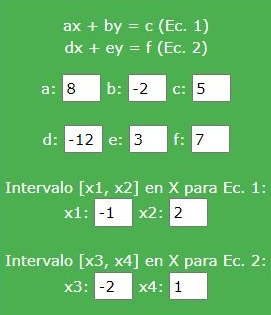 ax + by = c (Ec. 1)
dx + ey = f (Ec. 2)
a: 8 b: -2 c: 5
d: -12 e: 3 f: 7
Intervalo [x1, x2] en X para Ec. 1:
x1: -1 x2: 2
Intervalo [x3, x4] en X para Ec. 2:
x3: -2 x4: 1